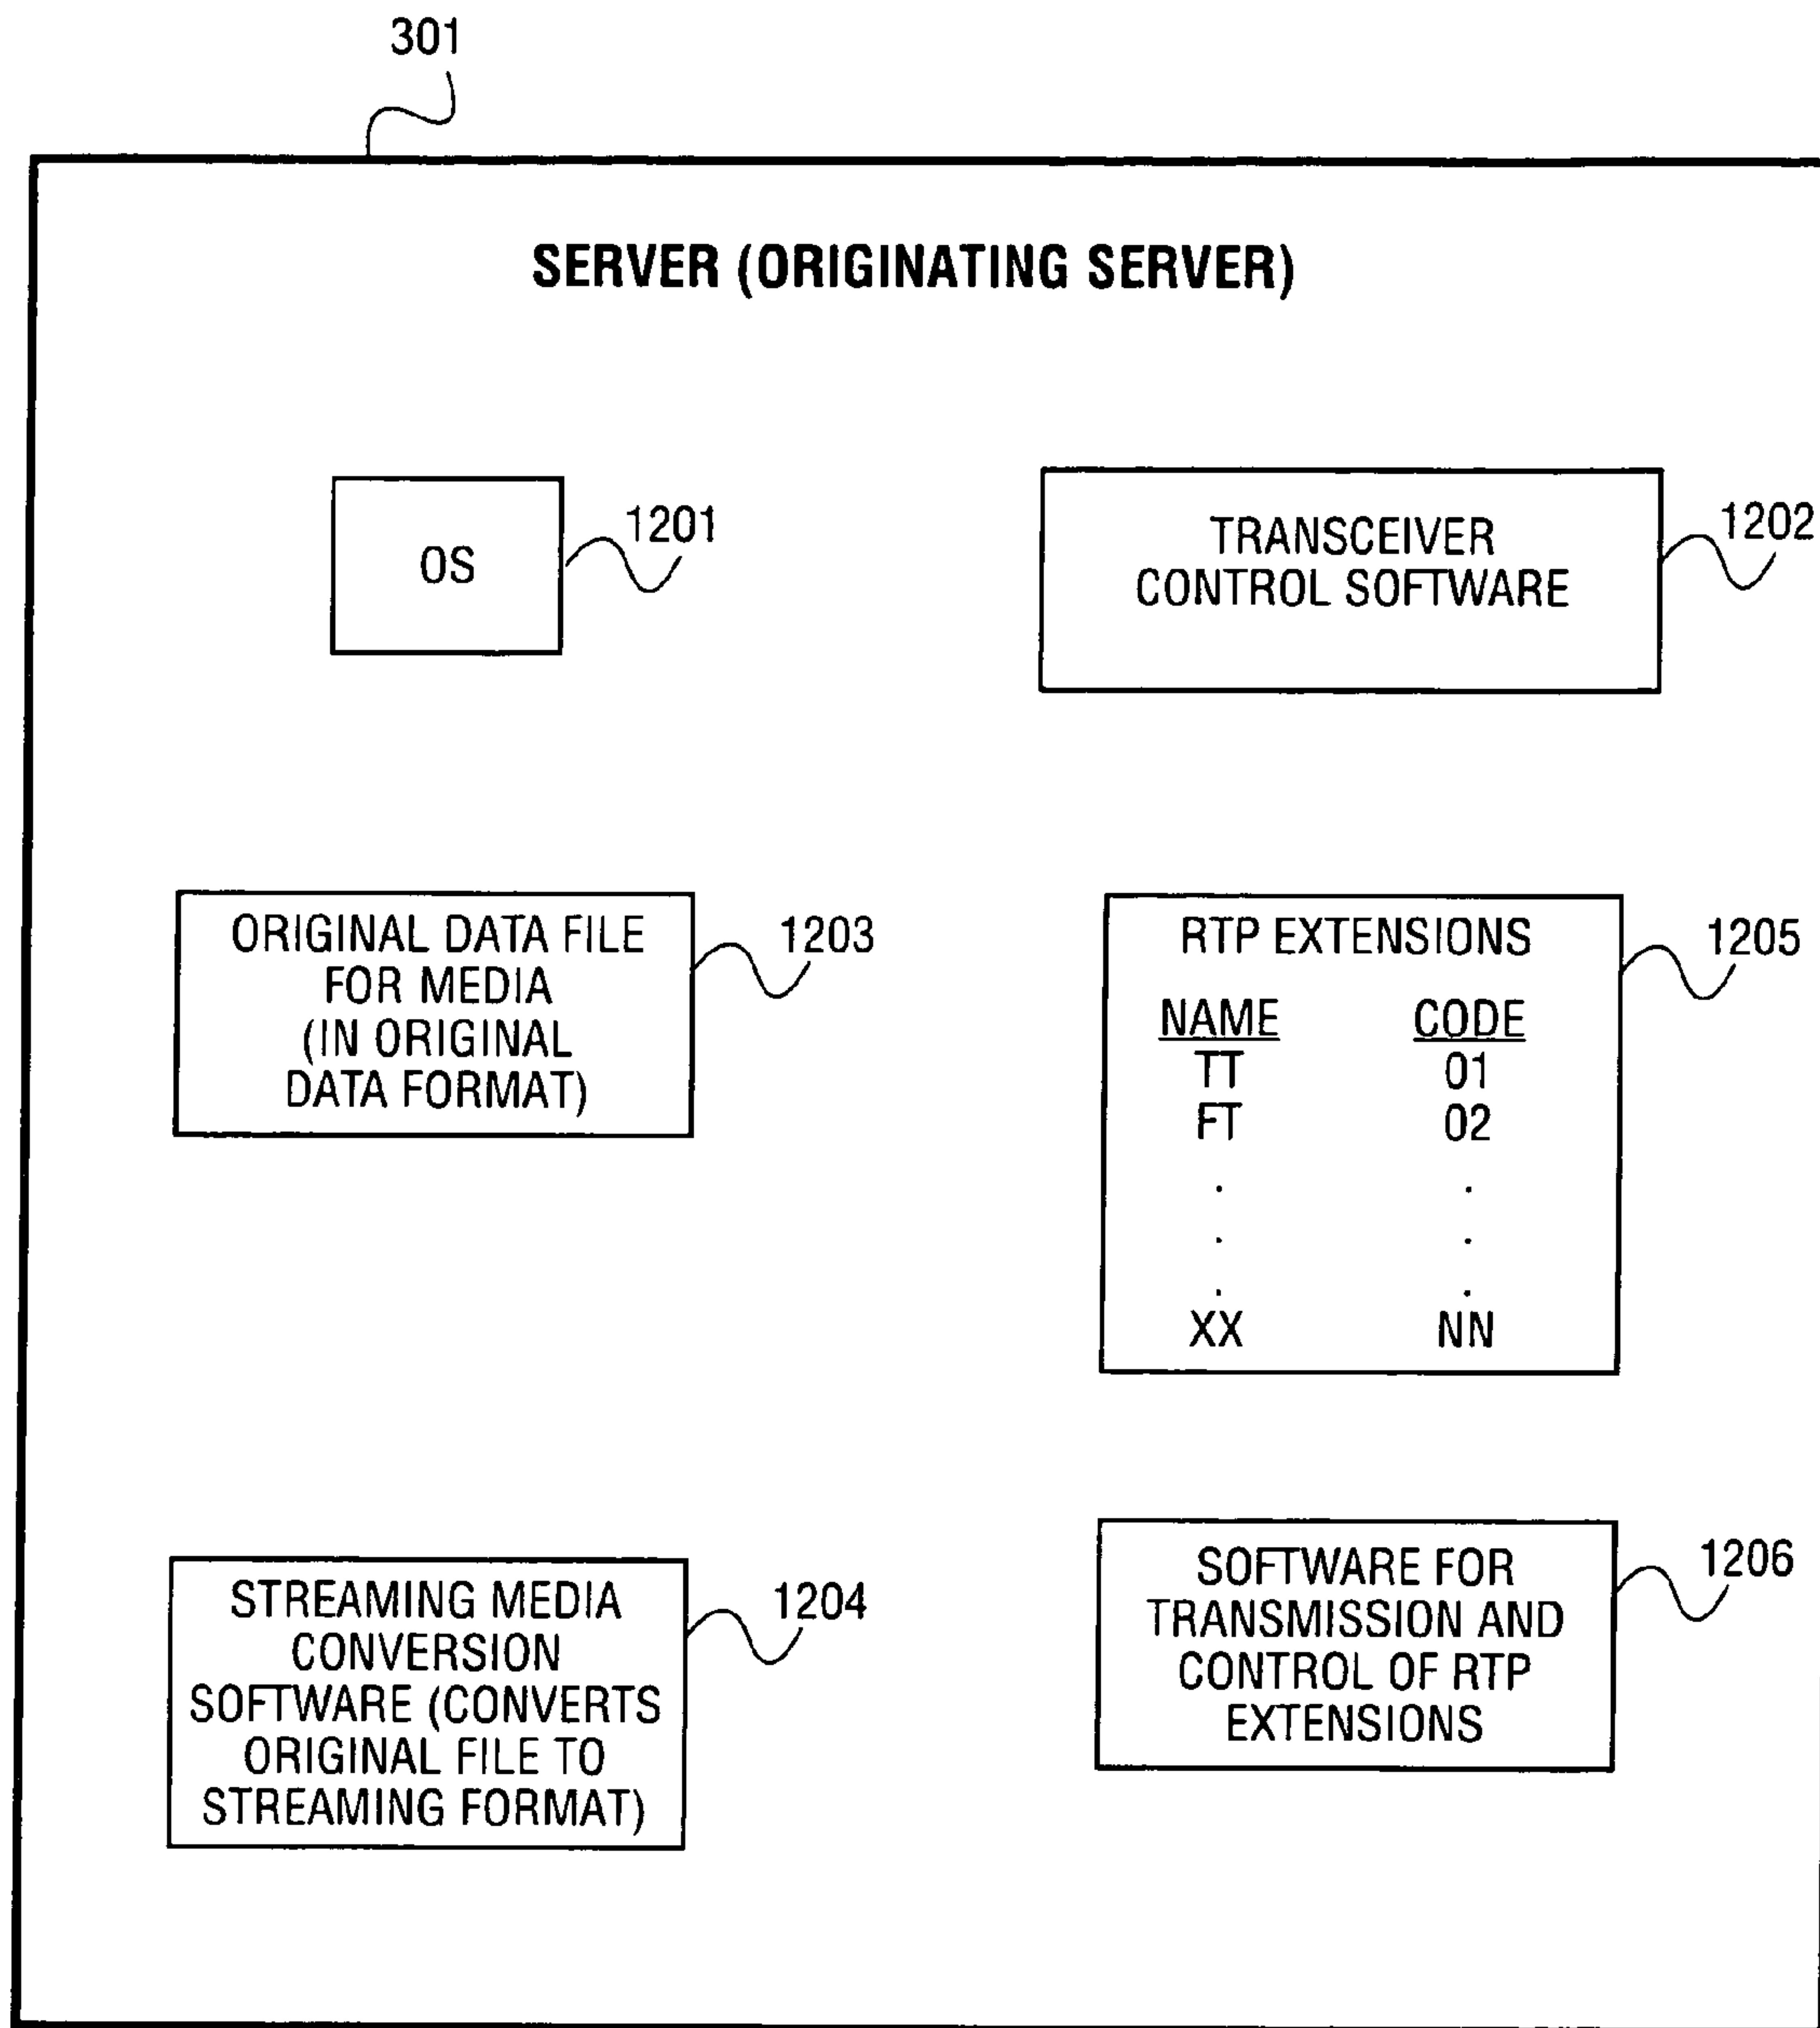 301
SERVER (ORIGINATING SERVER)
OS
1201
TRANSCEIVER
CONTROL SOFTWARE
1202
ORIGINAL DATA FILE
FOR MEDIA
(IN ORIGINAL
DATA FORMAT)
1203
RTP EXTENSIONS
NAME CODE
TT 01
FT 02
. .
. .
. .
XX NN
1205
STREAMING MEDIA
CONVERSION
SOFTWARE (CONVERTS
ORIGINAL FILE TO
STREAMING FORMAT)
1204
SOFTWARE FOR
TRANSMISSION AND
CONTROL OF RTP
EXTENSIONS
1206